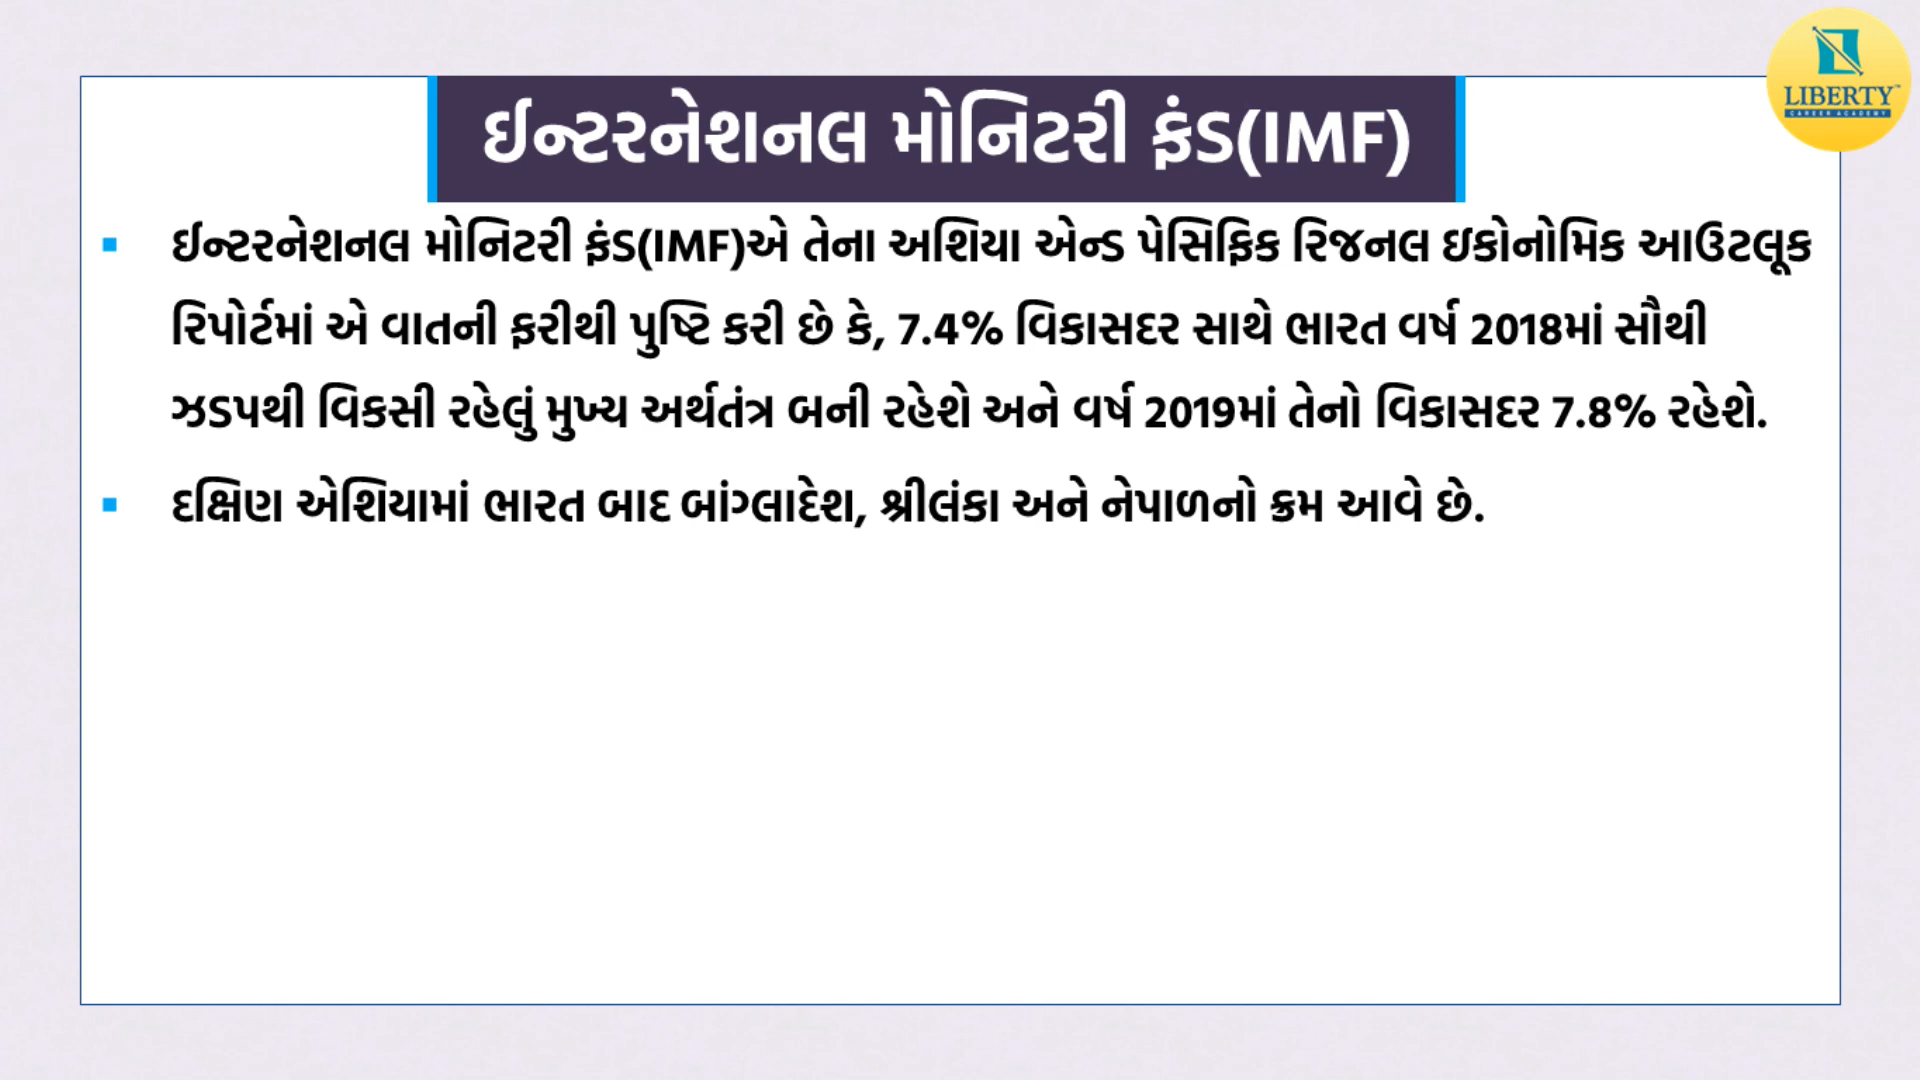 LIBERTY
CAREER ACADEMY
ઈન્ટરનેશનલ મોનિટરી ફંડ(IMF)
▪ ઈન્ટરનેશનલ મોનિટરી ફંડ(IMF)એ તેના અશિયા એન્ડ પેસિફિક રિજનલ ઇકોનોમિક આઉટલૂક
રિપોર્ટમાં એ વાતની ફરીથી પુષ્ટિ કરી છે કે, 7.4% વિકાસદર સાથે ભારત વર્ષ 2018માં સૌથી
ઝડપથી વિકસી રહેલું મુખ્ય અર્થતંત્ર બની રહેશે અને વર્ષ 2019માં તેનો વિકાસદર 7.8% રહેશે.
▪ દક્ષિણ એશિયામાં ભારત બાદ બાંગ્લાદેશ, શ્રીલંકા અને નેપાળનો ક્રમ આવે છે.